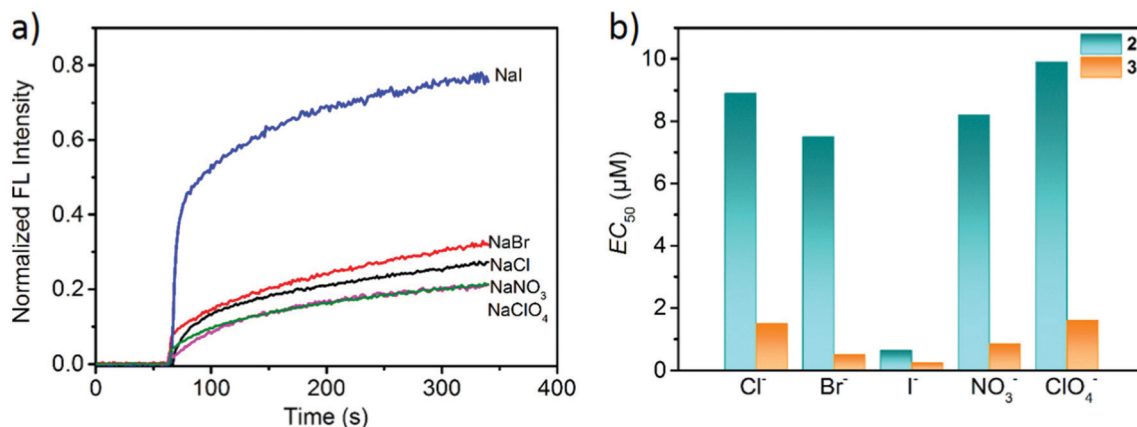 a)
Normalized FL Intensity
0.8
0.6
0.4
0.2
0.0
NaI
NaBr
NaCl
NaNO₃
NaClO₄
0 100 200 300 400
Time (s)
b)
EC₅₀ (µM)
10
8
6
4
2
0
2
3
Cl⁻ Br⁻ I⁻ NO₃⁻ ClO₄⁻